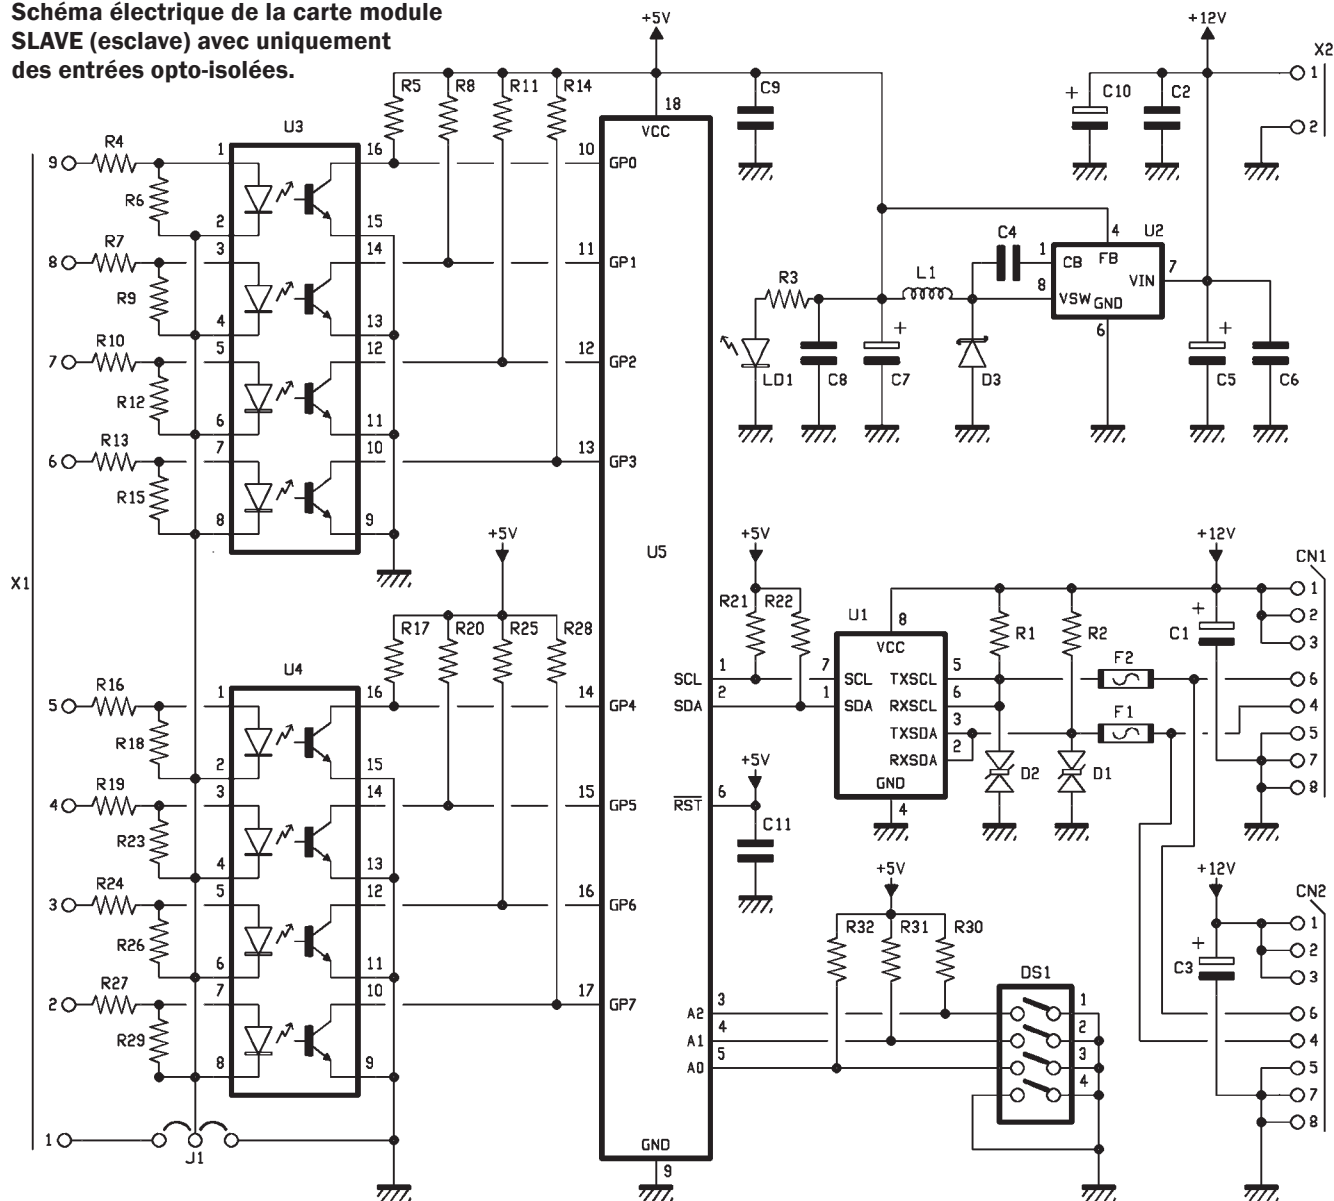 Schéma électrique de la carte module
SLAVE (esclave) avec uniquement
des entrées opto-isolées.
+5V
+12V
X2
R5 R8 R11 R14
18
VCC
C9
+ C10 C2
1
2
U3
9 R4 1 16 10 GP0
R6
2 15
8 R7 3 14 11 GP1
R9
4 13
7 R10 5 12 12 GP2
R12
6 11
6 R13 7 10 13 GP3
R15
8 9
C4 1 CB 4 FB U2
R3 L1 8 VSW GND VIN 7
6
LD1 C8 + C7 D3 + C5 C6
X1
+5V
U5
+5V
+12V
CN1
R17 R20 R25 R28
R21 R22 U1 8 VCC R1 R2 + C1
1
2
3
U4
5 R16 1 16 14 GP4
R18
2 15
4 R19 3 14 15 GP5
R23
4 13
3 R24 5 12 16 GP6
R26
6 11
2 R27 7 10 17 GP7
R29
8 9
SCL 1 7 SCL TXSCL 5 F2 6
SDA 2 1 SDA RXSCL 6 4
TXSDA 3 F1 5
RXSDA 2 7
GND D2 D1 8
4
+5V
RST 6
C11
+5V
+12V
CN2
R32 R31 R30
+ C3
1
2
3
DS1
A2 3 1 6
A1 4 2 4
A0 5 3 5
4 7
8
1 J1
GND
9